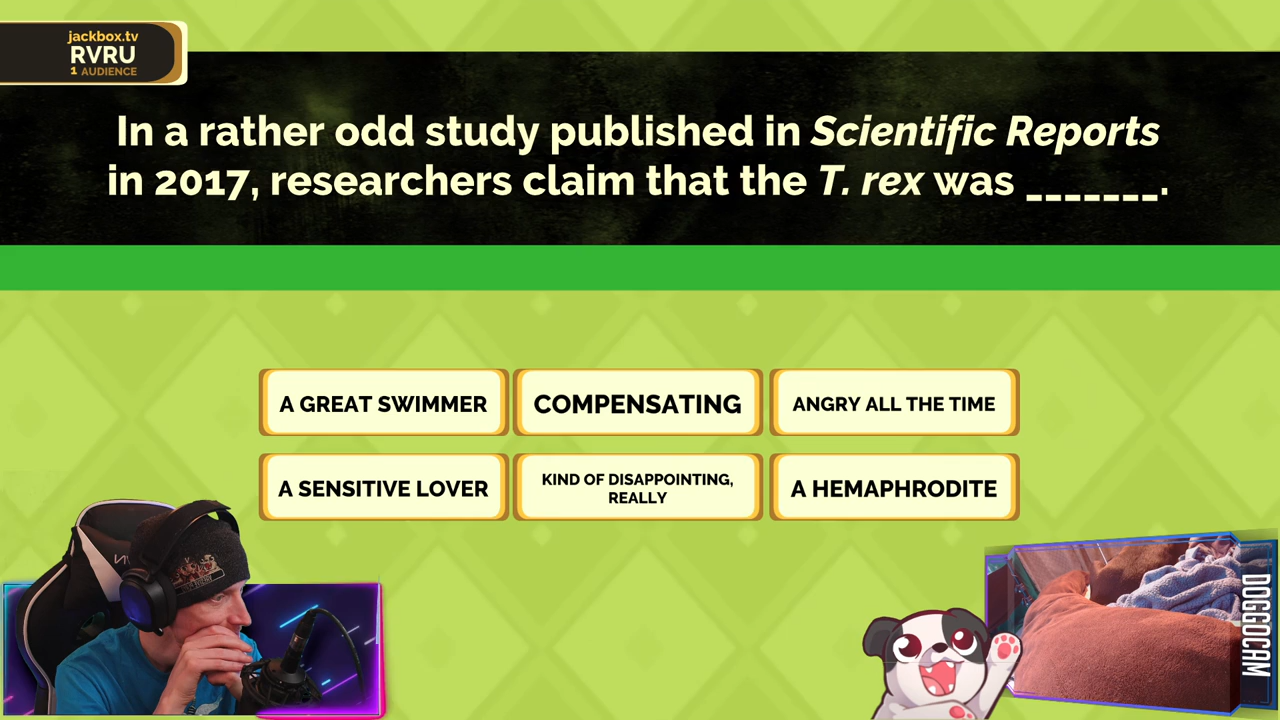 jackbox.tv
RVRU
1 AUDIENCE
In a rather odd study published in Scientific Reports
in 2017, researchers claim that the T. rex was _______.
A GREAT SWIMMER
COMPENSATING
ANGRY ALL THE TIME
A SENSITIVE LOVER
KIND OF DISAPPOINTING,
REALLY
A HEMAPHRODITE
DOGGOCAM